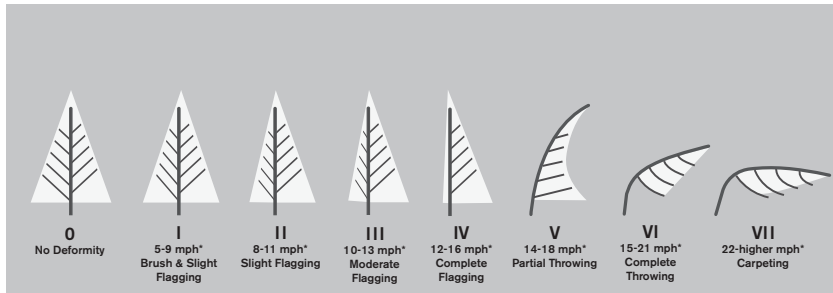 0
No Deformity
I
5-9 mph*
Brush & Slight
Flagging
II
8-11 mph*
Slight Flagging
III
10-13 mph*
Moderate
Flagging
IV
12-16 mph*
Complete
Flagging
V
14-18 mph*
Partial Throwing
VI
15-21 mph*
Complete
Throwing
VII
22-higher mph*
Carpeting